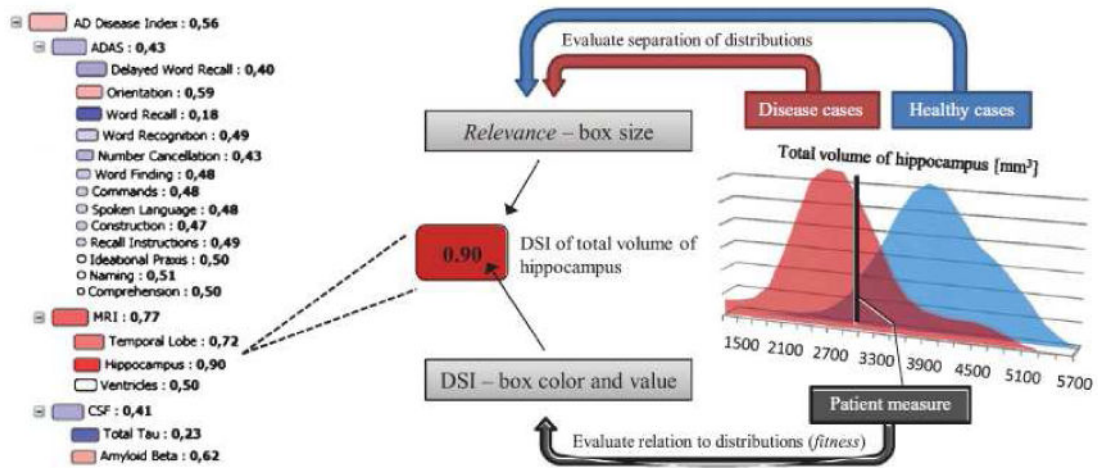 AD Disease Index : 0,56
ADAS : 0,43
Delayed Word Recall : 0,40
Orientation : 0,59
Word Recall : 0,18
Word Recognition : 0,49
Number Cancellation : 0,43
Word Finding : 0,48
Commands : 0,48
Spoken Language : 0,48
Construction : 0,47
Recall Instructions : 0,49
Ideational Praxis : 0,50
Naming : 0,51
Comprehension : 0,50
MRI : 0,77
Temporal Lobe : 0,72
Hippocampus : 0,90
Ventricles : 0,50
CSF : 0,41
Total Tau : 0,23
Amyloid Beta : 0,62
Evaluate separation of distributions
Disease cases
Healthy cases
Relevance – box size
0.90
DSI of total volume of
hippocampus
DSI – box color and value
Total volume of hippocampus [mm³]
1500 2100 2700 3300 3900 4500 5100 5700
Patient measure
Evaluate relation to distributions (fitness)